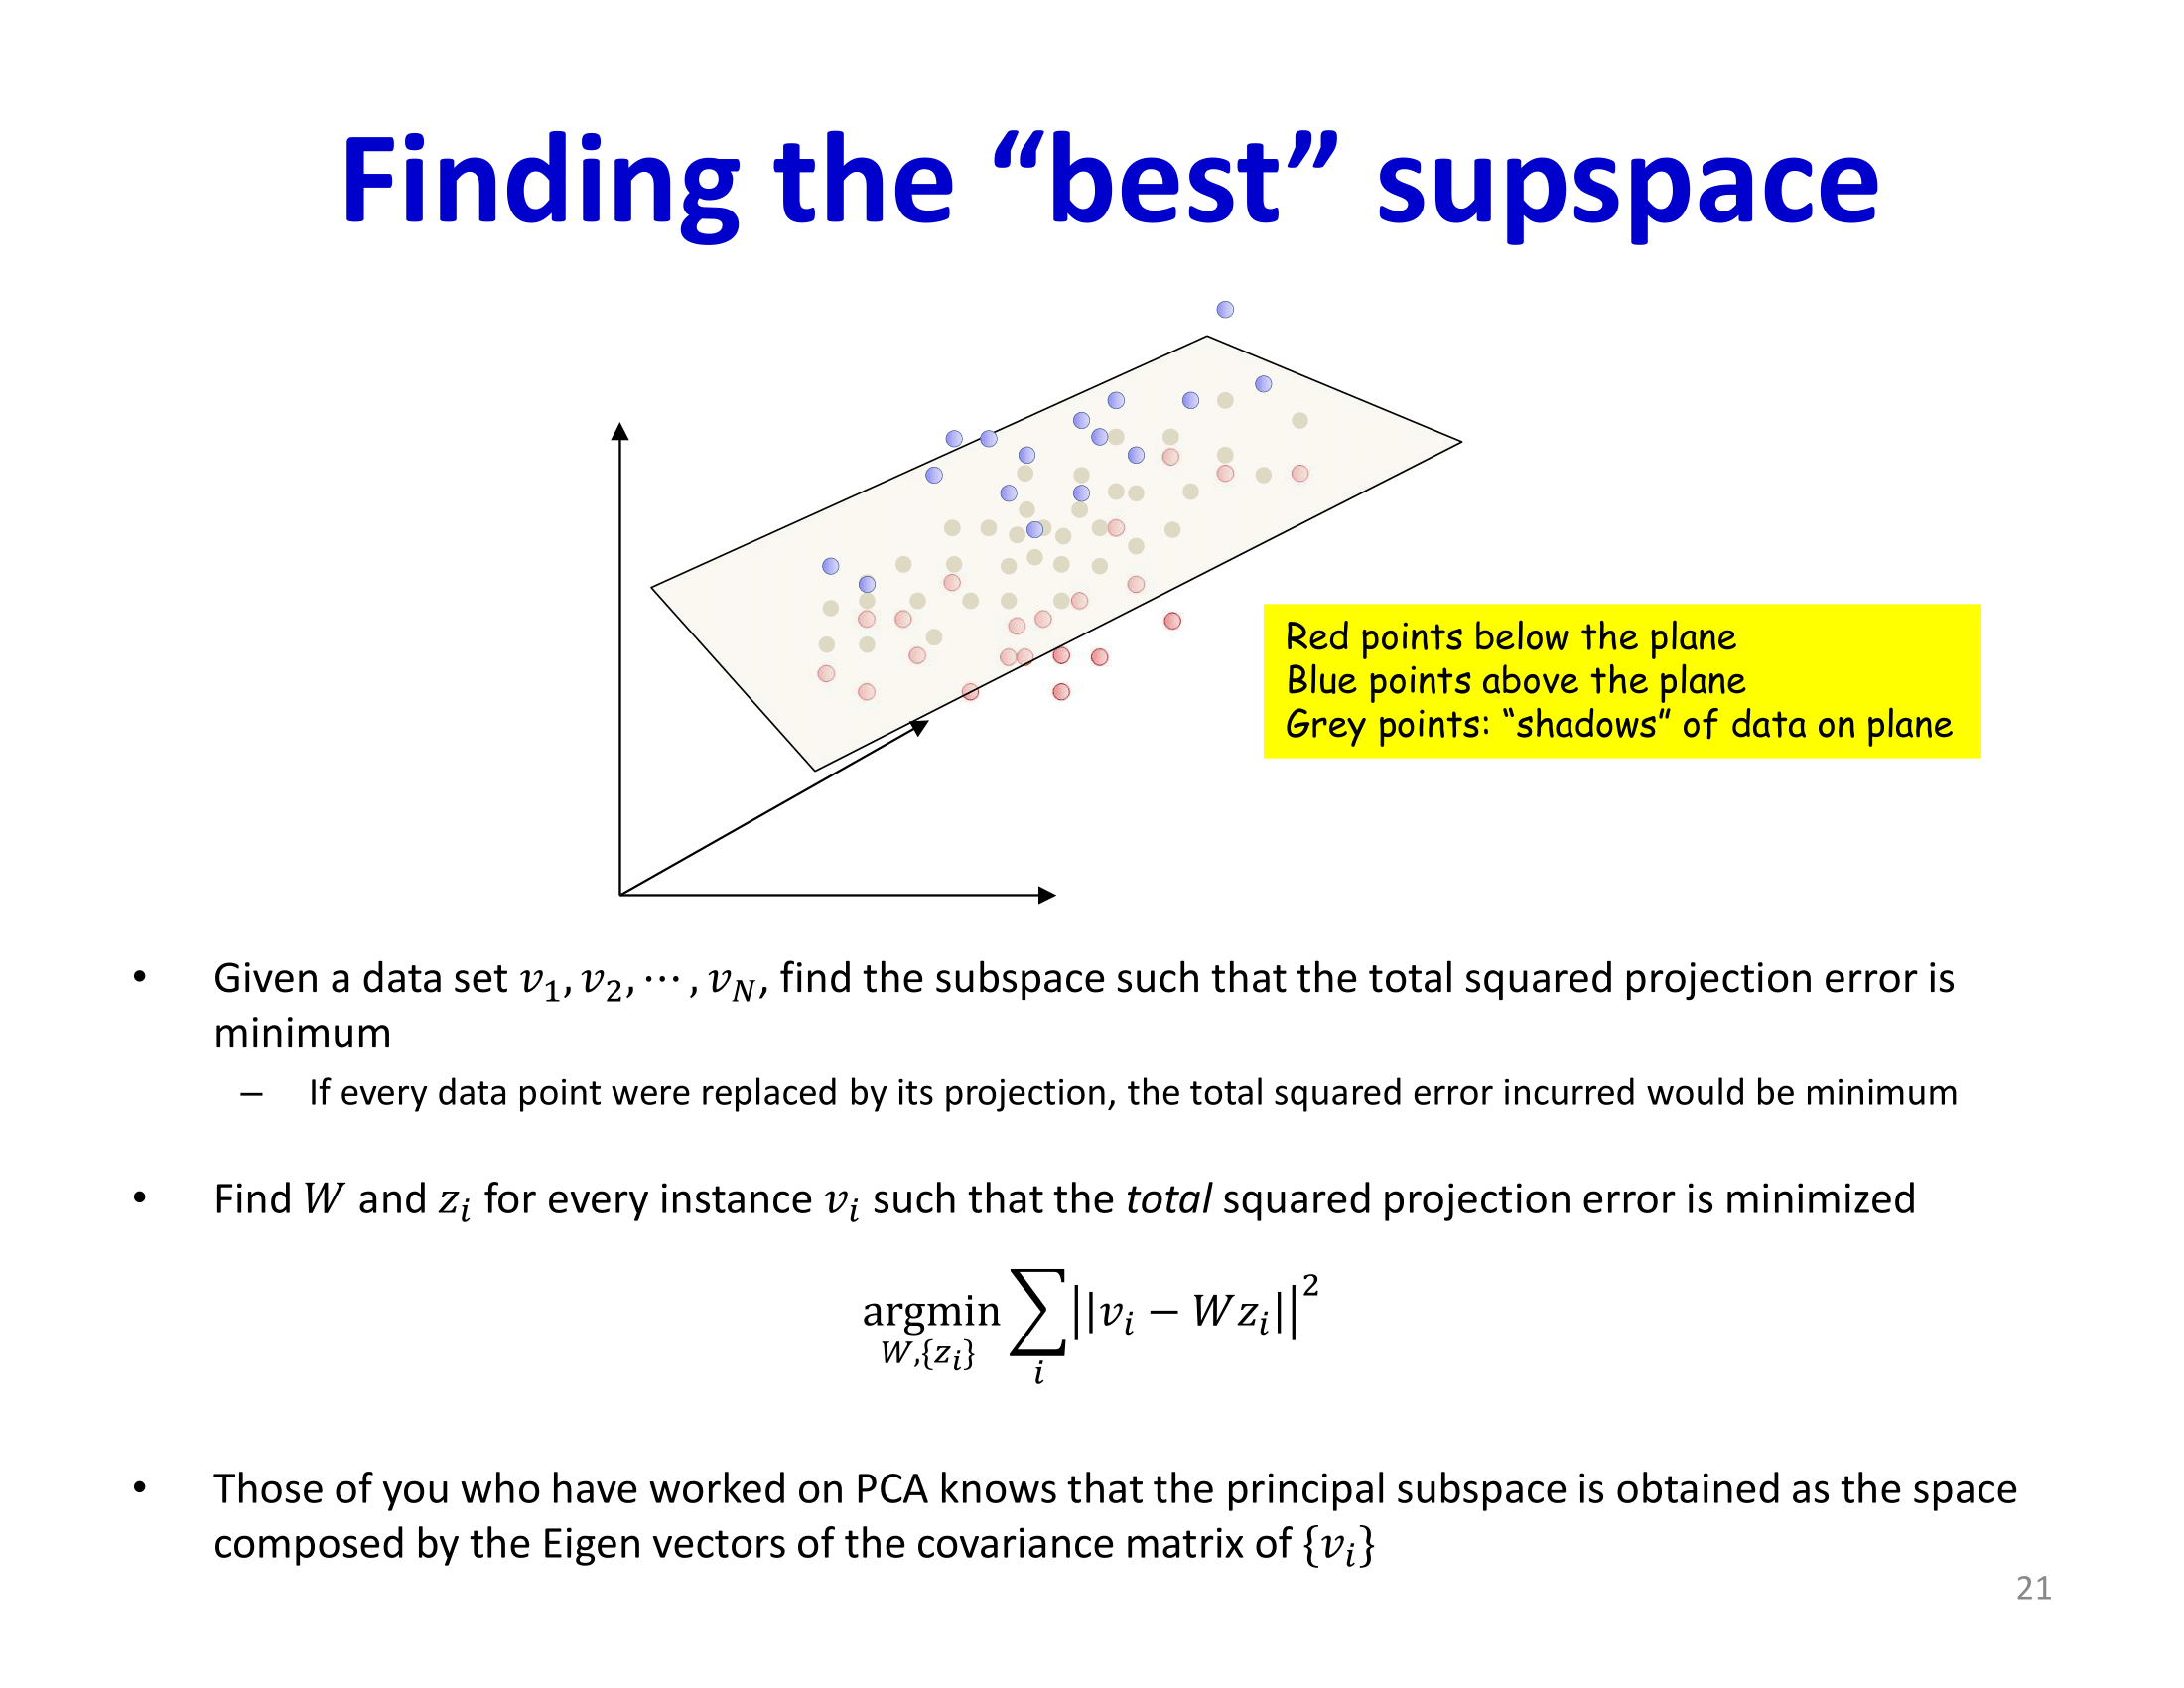 Finding the “best” supspace
Red points below the plane
Blue points above the plane
Grey points: “shadows” of data on plane
• Given a data set $v_1, v_2, \cdots, v_N$, find the subspace such that the total squared projection error is
minimum
– If every data point were replaced by its projection, the total squared error incurred would be minimum
• Find $W$ and $z_i$ for every instance $v_i$ such that the total squared projection error is minimized
$\underset{W,\{z_i\}}{\operatorname{argmin}} \sum_i ||v_i - Wz_i||^2$
• Those of you who have worked on PCA knows that the principal subspace is obtained as the space
composed by the Eigen vectors of the covariance matrix of $\{v_i\}$
21